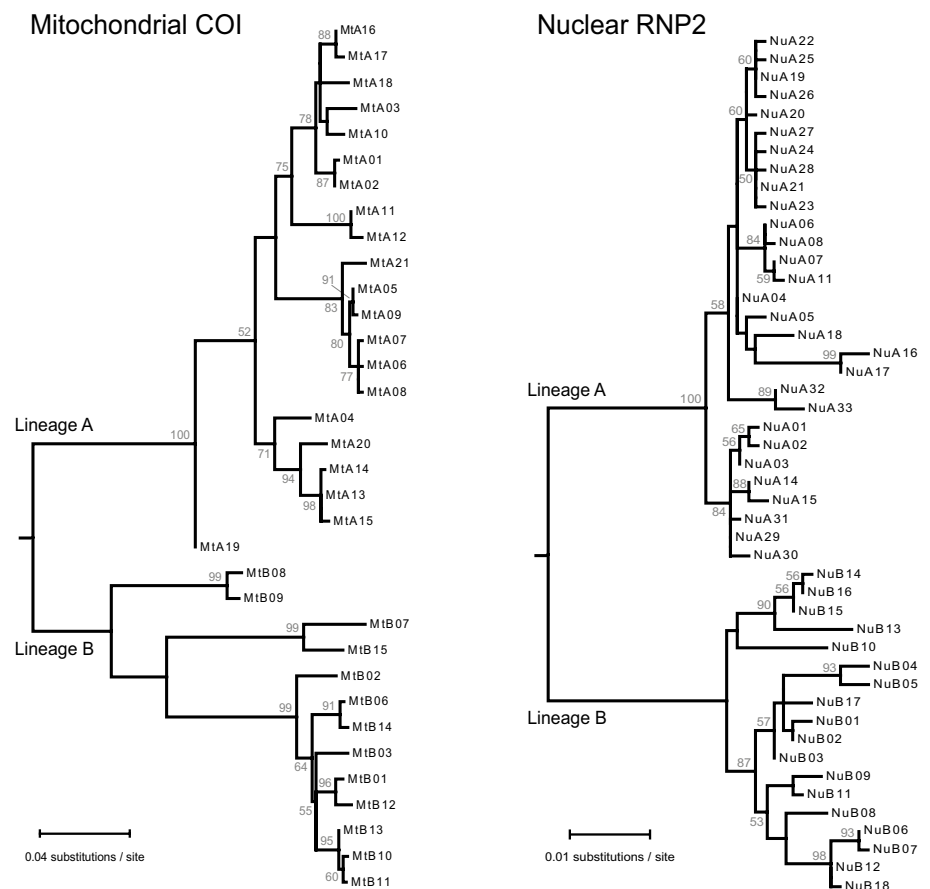 Mitochondrial COI
88
MtA16
MtA17
MtA18
78
MtA03
MtA10
75
MtA01
87
MtA02
100
MtA11
MtA12
MtA21
91
MtA05
83
MtA09
52
80
MtA07
MtA06
77
MtA08
Lineage A
100
MtA04
71
MtA20
94
MtA14
MtA13
98
MtA15
MtA19
99
MtB08
MtB09
Lineage B
99
MtB07
MtB15
MtB02
99
91
MtB06
MtB14
64
MtB03
96
MtB01
55
MtB12
MtB13
95
MtB10
60
MtB11
0.04 substitutions / site
Nuclear RNP2
NuA22
60
NuA25
NuA19
NuA26
60
NuA20
NuA27
NuA24
NuA28
50
NuA21
NuA23
NuA06
84
NuA08
NuA07
59
NuA11
58
NuA04
NuA05
NuA18
99
NuA16
NuA17
Lineage A
100
89
NuA32
NuA33
65
NuA01
56
NuA02
NuA03
88
NuA14
NuA15
84
NuA31
NuA29
NuA30
56
NuB14
56
NuB16
90
NuB15
NuB13
NuB10
93
NuB04
NuB05
Lineage B
NuB17
57
NuB01
NuB02
87
NuB03
NuB09
NuB11
53
NuB08
93
NuB06
NuB07
98
NuB12
NuB18
0.01 substitutions / site